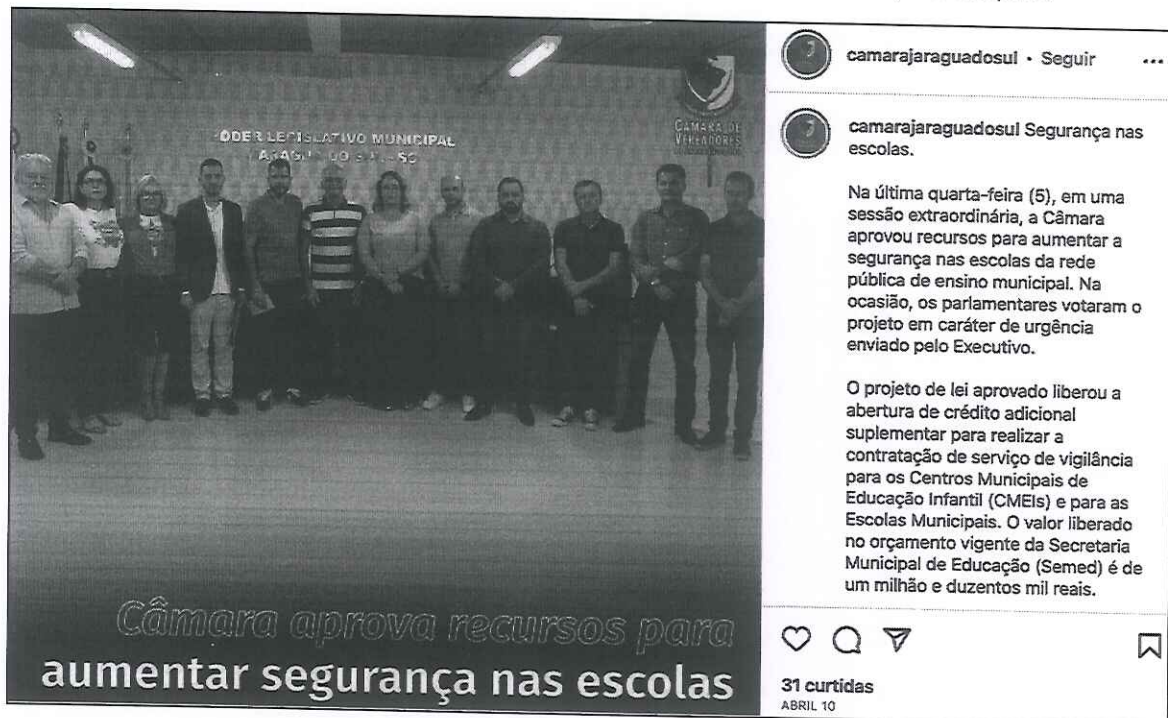 PODER LEGISLATIVO MUNICIPAL
CÂMARA DE
VEREADORES
Câmara aprova recursos para
aumentar segurança nas escolas
camarajaraguadosul • Seguir
camarajaraguadosul Segurança nas
escolas.
Na última quarta-feira (5), em uma
sessão extraordinária, a Câmara
aprovou recursos para aumentar a
segurança nas escolas da rede
pública de ensino municipal. Na
ocasião, os parlamentares votaram o
projeto em caráter de urgência
enviado pelo Executivo.
O projeto de lei aprovado liberou a
abertura de crédito adicional
suplementar para realizar a
contratação de serviço de vigilância
para os Centros Municipais de
Educação Infantil (CMEIs) e para as
Escolas Municipais. O valor liberado
no orçamento vigente da Secretaria
Municipal de Educação (Semed) é de
um milhão e duzentos mil reais.
31 curtidas
ABRIL 10